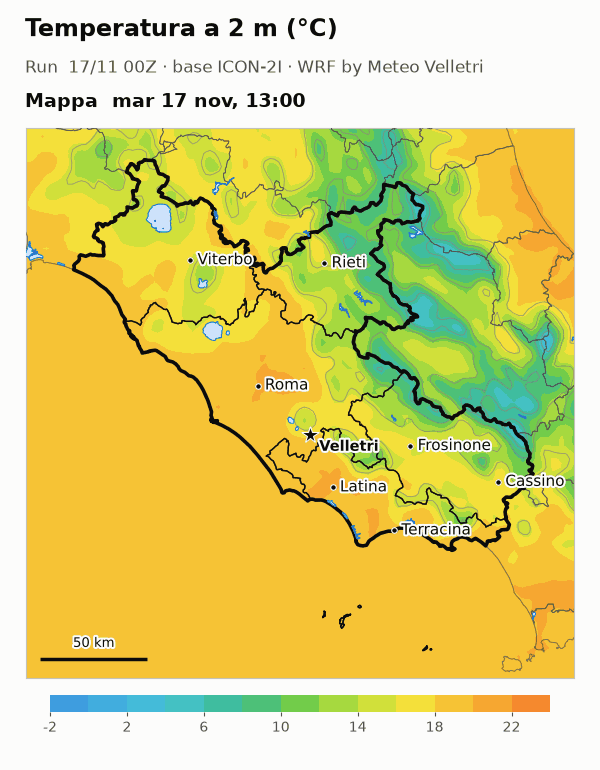 Temperatura a 2 m (°C)
Run  17/11 00Z · base ICON-2I · WRF by Meteo Velletri
Mappa  mar 17 nov, 13:00
Viterbo
Rieti
Roma
Velletri
Frosinone
Latina
Cassino
Terracina
50 km
-2 2 6 10 14 18 22